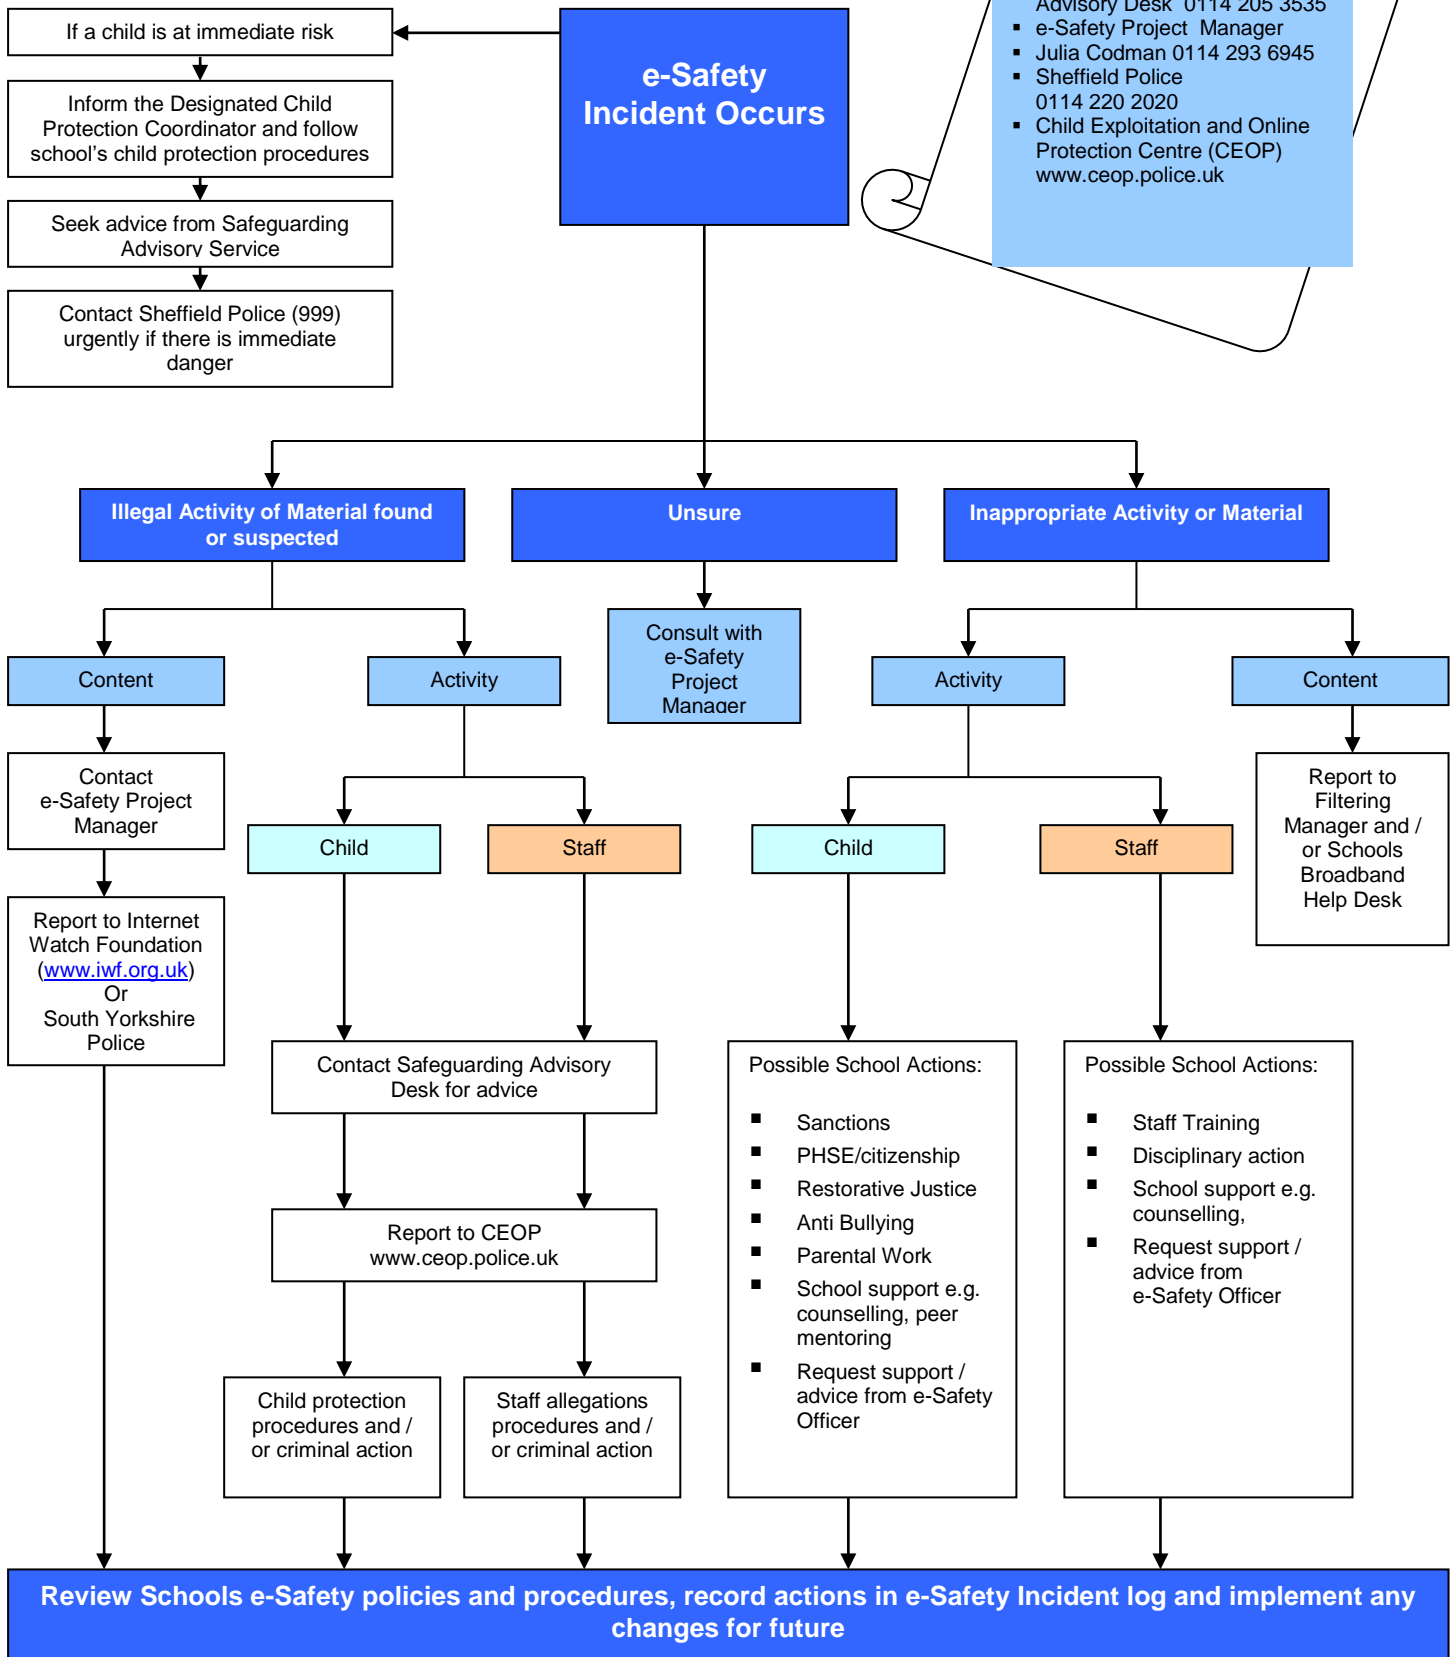 Advisory Desk 0114 205 3535
▪ e-Safety Project Manager
▪ Julia Codman 0114 293 6945
▪ Sheffield Police
0114 220 2020
▪ Child Exploitation and Online
Protection Centre (CEOP)
www.ceop.police.uk
If a child is at immediate risk
Inform the Designated Child
Protection Coordinator and follow
school's child protection procedures
Seek advice from Safeguarding
Advisory Service
Contact Sheffield Police (999)
urgently if there is immediate
danger
e-Safety
Incident Occurs
Illegal Activity of Material found
or suspected
Unsure
Inappropriate Activity or Material
Content
Activity
Consult with
e-Safety
Project
Manager
Activity
Content
Contact
e-Safety Project
Manager
Report to Internet
Watch Foundation
(www.iwf.org.uk)
Or
South Yorkshire
Police
Child
Staff
Child
Staff
Report to
Filtering
Manager and /
or Schools
Broadband
Help Desk
Contact Safeguarding Advisory
Desk for advice
Report to CEOP
www.ceop.police.uk
Child protection
procedures and /
or criminal action
Staff allegations
procedures and /
or criminal action
Possible School Actions:
▪ Sanctions
▪ PHSE/citizenship
▪ Restorative Justice
▪ Anti Bullying
▪ Parental Work
▪ School support e.g.
counselling, peer
mentoring
▪ Request support /
advice from e-Safety
Officer
Possible School Actions:
▪ Staff Training
▪ Disciplinary action
▪ School support e.g.
counselling,
▪ Request support /
advice from
e-Safety Officer
Review Schools e-Safety policies and procedures, record actions in e-Safety Incident log and implement any
changes for future